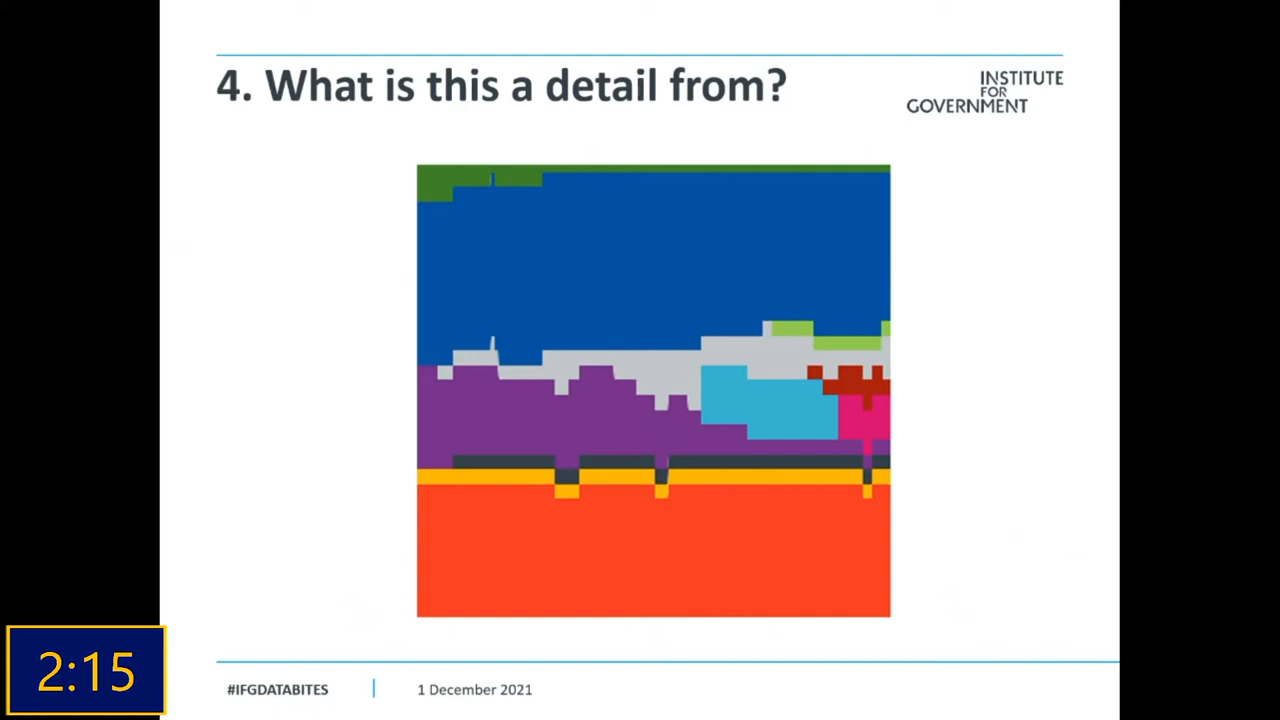 4. What is this a detail from?
INSTITUTE
FOR
GOVERNMENT
2:15
#IFGDATABITES
1 December 2021